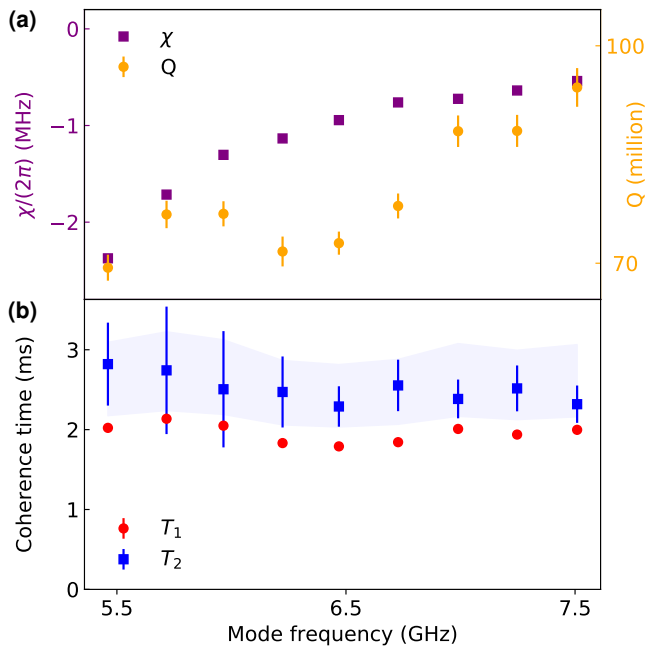 (a)
0
−1
−2
χ/(2π) (MHz)
χ
Q
100
70
Q (million)
(b)
3
2
1
0
Coherence time (ms)
T₁
T₂
5.5
6.5
7.5
Mode frequency (GHz)